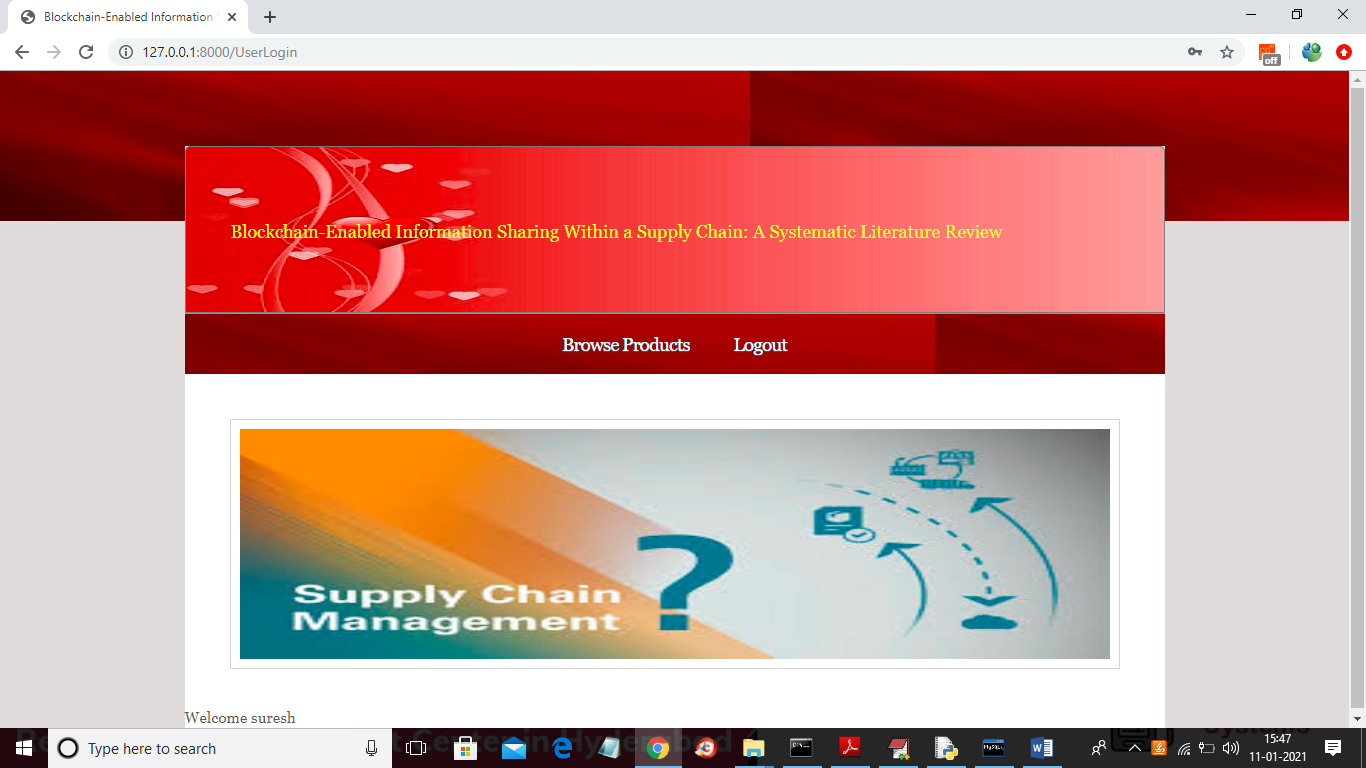 Blockchain-Enabled Information
127.0.0.1:8000/UserLogin
off
Blockchain-Enabled Information Sharing Within a Supply Chain: A Systematic Literature Review
Browse Products Logout
Supply Chain
Management
?
Welcome suresh
Type here to search
15:47
11-01-2021